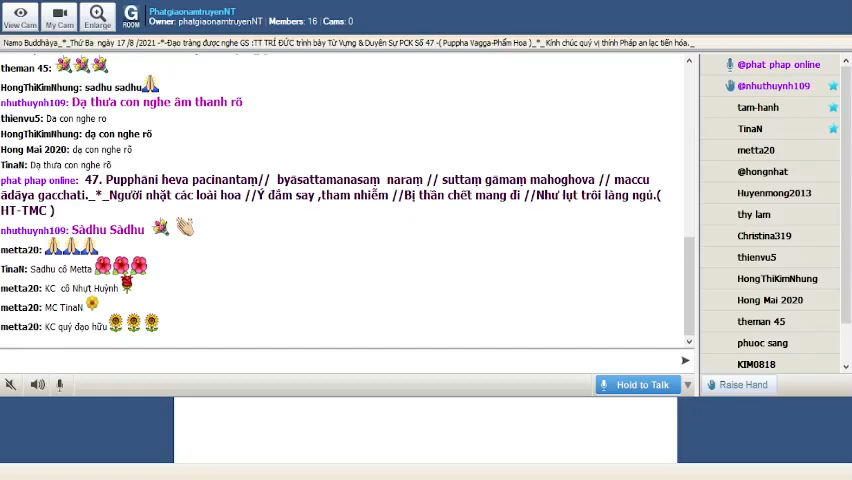 View Cam
My Cam
Enlarge
G
ROOM
PhatgiaonamtruyenNT
Owner: phatgiaonamtruyenNT | Members: 16 | Cams: 0
Namo Buddhàya_*_Thứ Ba ngày 17 /8 /2021 -*-Đạo tràng được nghe GS :TT TRÍ ĐỨC trình bày Từ Vựng & Duyên Sự PCK Số 47 -( Puppha Vagga-Phẩm Hoa )_*_Kính chúc quý vị thính Pháp an lạc tiến hóa._
theman 45:
HongThiKimNhung: sadhu sadhu
nhuthuynh109: Dạ thưa con nghe âm thanh rõ
thienvu5: Dạ con nghe ro
HongThiKimNhung: dạ con nghe rõ
Hong Mai 2020: dạ con nghe rõ
TinaN: Dạ thưa con nghe rõ
phat phap online: 47. Pupphāni heva pacinantaṃ// byāsattamanasaṃ naraṃ // suttaṃ gāmaṃ mahoghova // maccu
ādāya gacchati._*_Người nhặt các loài hoa //Ý đắm say ,tham nhiễm //Bị thần chết mang đi //Như lụt trôi làng ngủ.(
HT-TMC )
nhuthuynh109: Sàdhu Sàdhu
metta20:
TinaN: Sadhu cô Metta
metta20: KC cô Nhựt Huỳnh
metta20: MC TinaN
metta20: KC quý đạo hữu
Hold to Talk
Raise Hand
@phat phap online
@nhuthuynh109
tam-hanh
TinaN
metta20
@hongnhat
Huyenmong2013
thy lam
Christina319
thienvu5
HongThiKimNhung
Hong Mai 2020
theman 45
phuoc sang
KIM0818